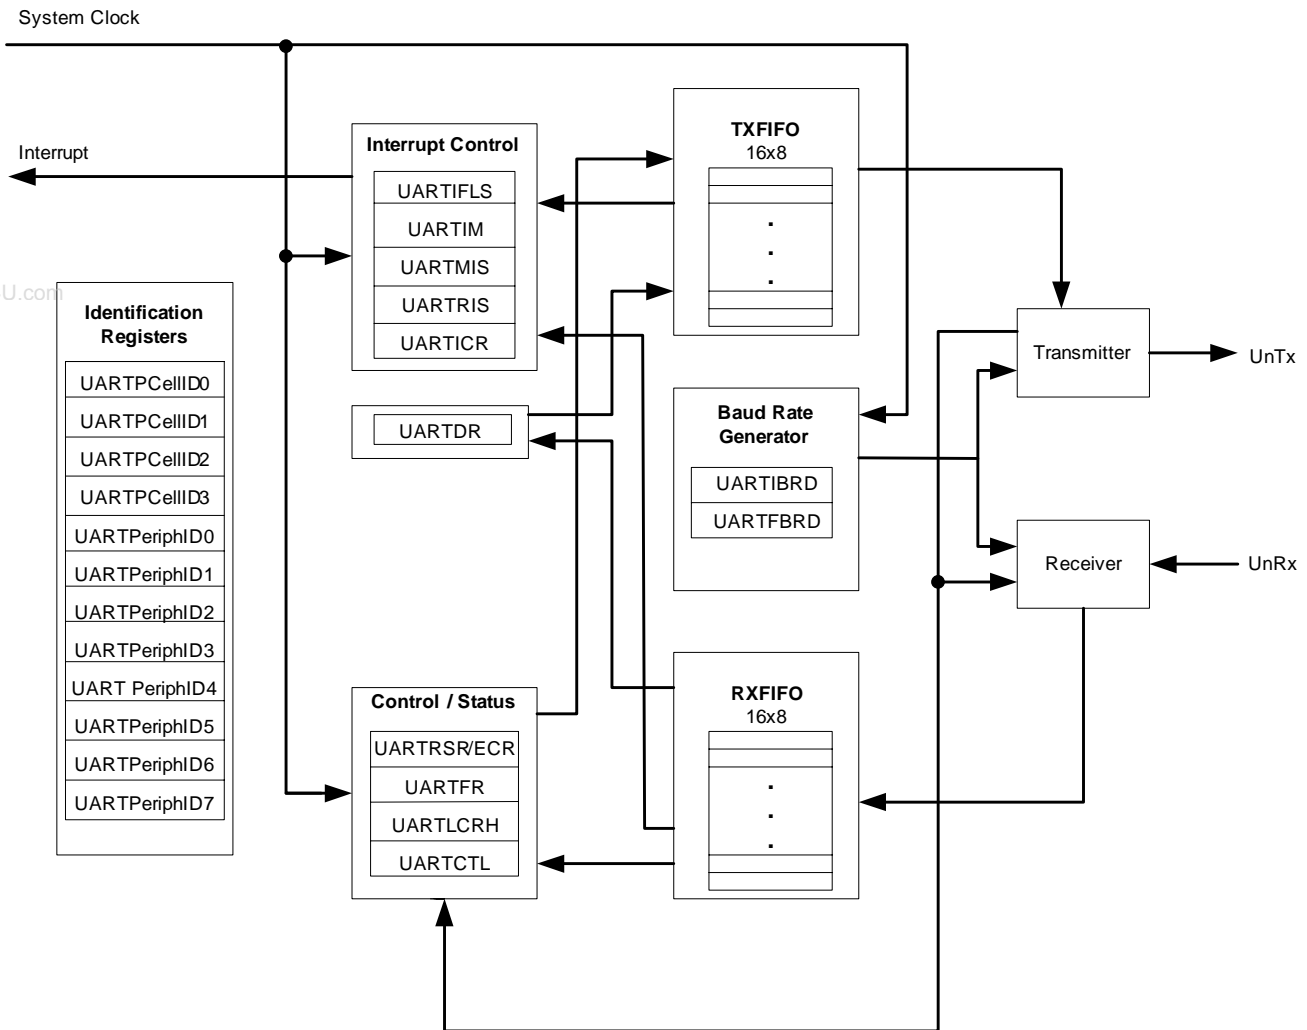 System Clock
Interrupt
Interrupt Control
UARTIFLS
UARTIM
UARTMIS
UARTRIS
UARTICR
TXFIFO
16x8
.
.
.
U.com
Identification
Registers
UARTPCellID0
UARTPCellID1
UARTPCellID2
UARTPCellID3
UARTPeriphID0
UARTPeriphID1
UARTPeriphID2
UARTPeriphID3
UART PeriphID4
UARTPeriphID5
UARTPeriphID6
UARTPeriphID7
UARTDR
Baud Rate
Generator
UARTIBRD
UARTFBRD
Transmitter
UnTx
Receiver
UnRx
Control / Status
UARTRSR/ECR
UARTFR
UARTLCRH
UARTCTL
RXFIFO
16x8
.
.
.